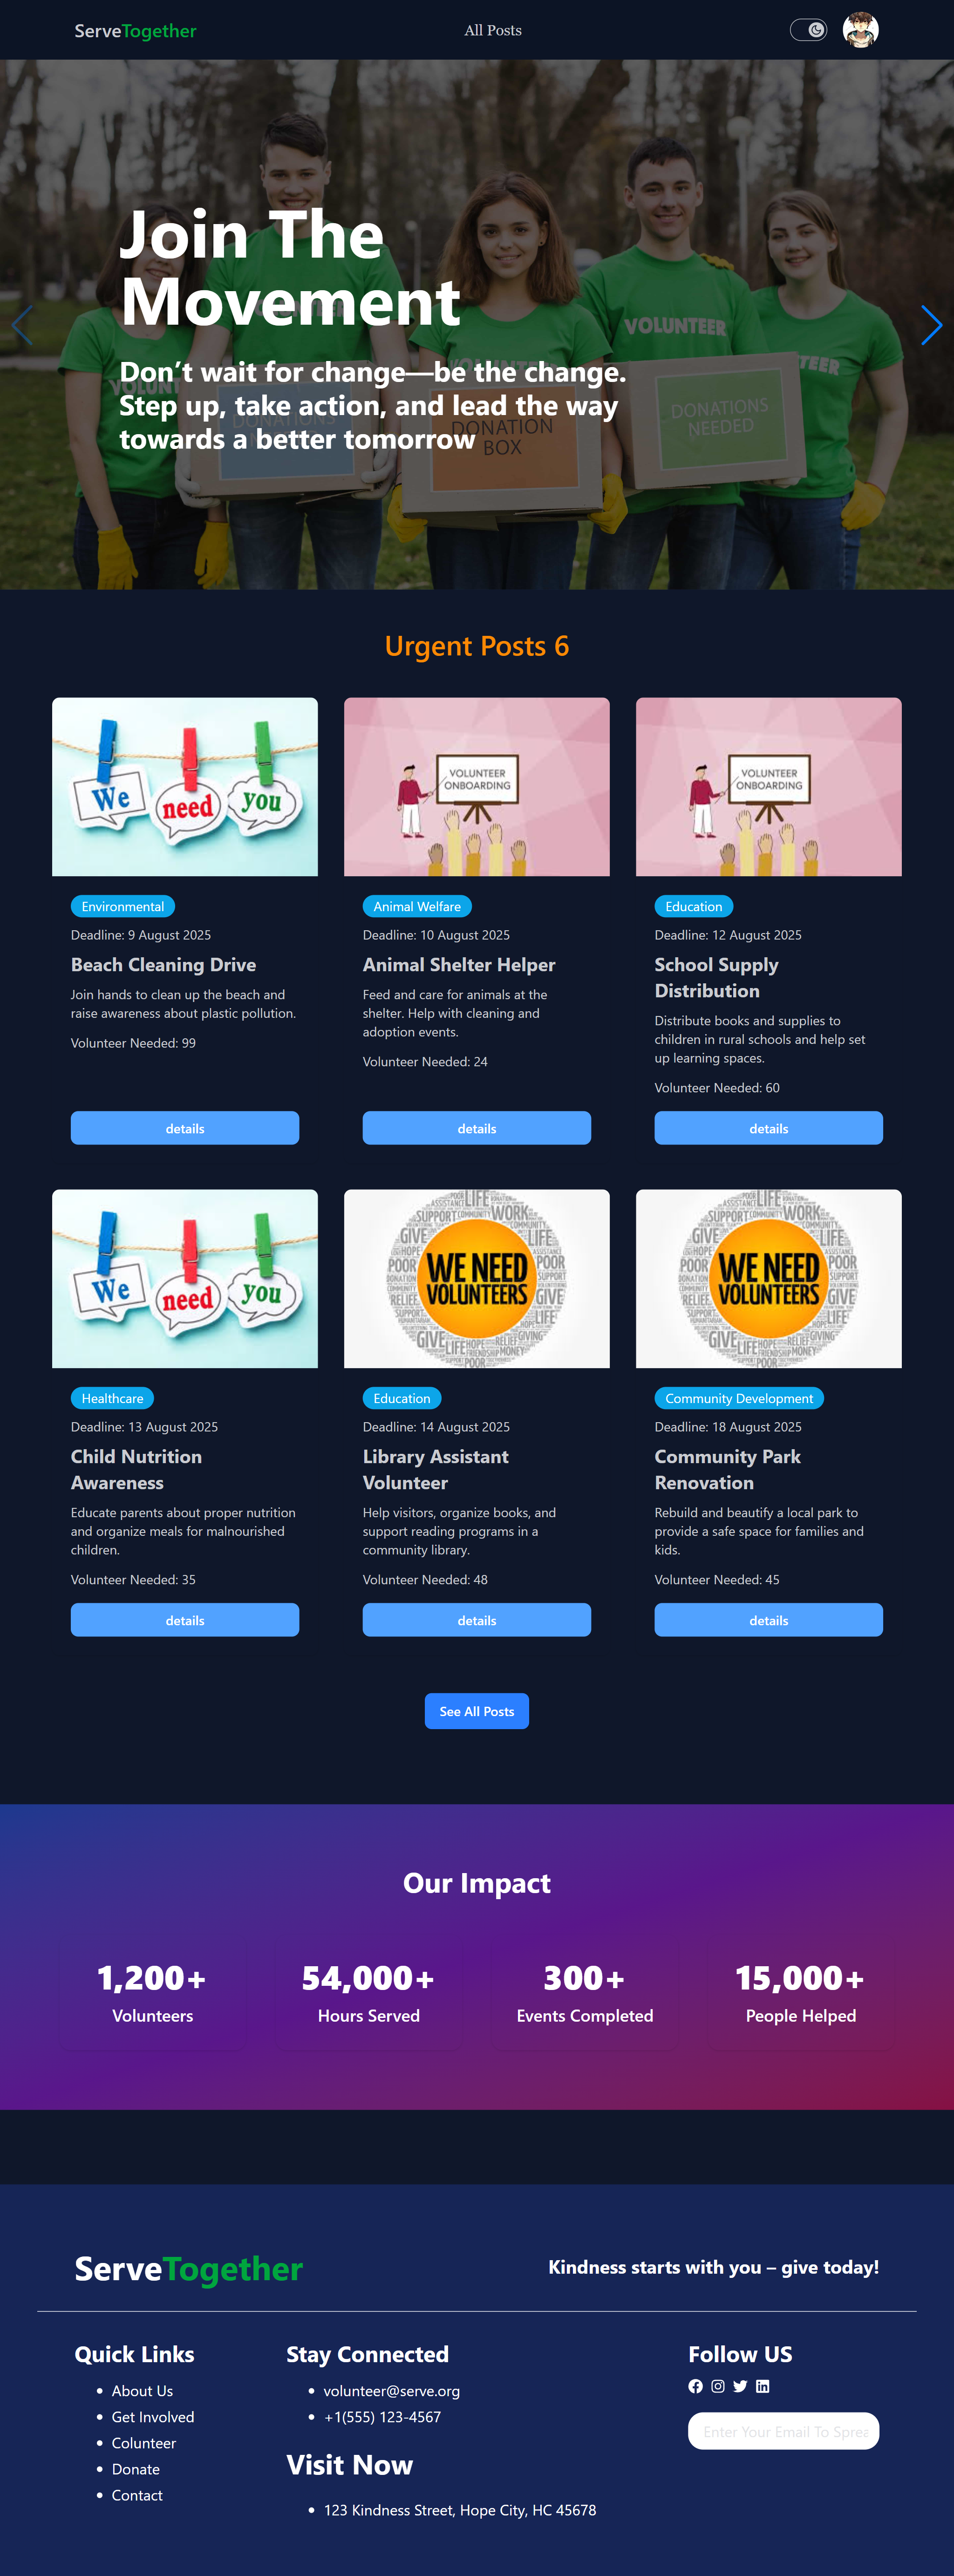 ServeTogether
All Posts
VOLUNTEER
Join The
Movement
Don’t wait for change—be the change.
Step up, take action, and lead the way
towards a better tomorrow
DONATION
BOX
DONATIONS
NEEDED
Urgent Posts 6
We need you
VOLUNTEER
ONBOARDING
VOLUNTEER
ONBOARDING
Environmental
Deadline: 9 August 2025
Beach Cleaning Drive
Join hands to clean up the beach and
raise awareness about plastic pollution.
Volunteer Needed: 99
details
Animal Welfare
Deadline: 10 August 2025
Animal Shelter Helper
Feed and care for animals at the
shelter. Help with cleaning and
adoption events.
Volunteer Needed: 24
details
Education
Deadline: 12 August 2025
School Supply
Distribution
Distribute books and supplies to
children in rural schools and help set
up learning spaces.
Volunteer Needed: 60
details
We need you
WE NEED
VOLUNTEERS
WE NEED
VOLUNTEERS
Healthcare
Deadline: 13 August 2025
Child Nutrition
Awareness
Educate parents about proper nutrition
and organize meals for malnourished
children.
Volunteer Needed: 35
details
Education
Deadline: 14 August 2025
Library Assistant
Volunteer
Help visitors, organize books, and
support reading programs in a
community library.
Volunteer Needed: 48
details
Community Development
Deadline: 18 August 2025
Community Park
Renovation
Rebuild and beautify a local park to
provide a safe space for families and
kids.
Volunteer Needed: 45
details
See All Posts
Our Impact
1,200+
Volunteers
54,000+
Hours Served
300+
Events Completed
15,000+
People Helped
ServeTogether
Kindness starts with you – give today!
Quick Links
About Us
Get Involved
Colunteer
Donate
Contact
Stay Connected
volunteer@serve.org
+1(555) 123-4567
Visit Now
123 Kindness Street, Hope City, HC 45678
Follow US
Enter Your Email To Sprea